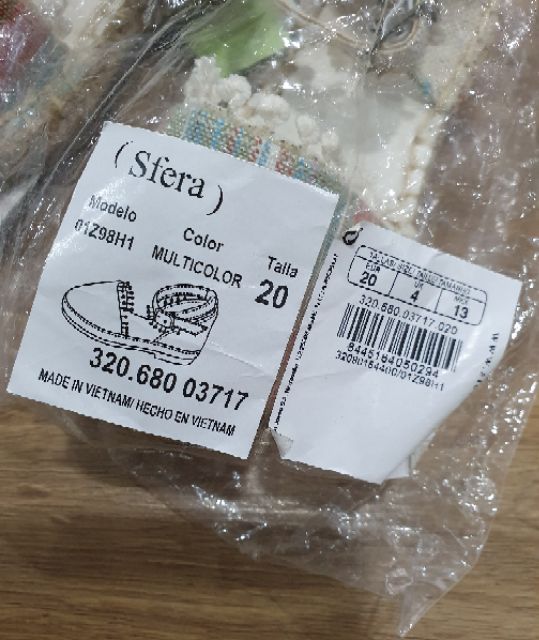 (Sfera)
Modelo Color Talla
01Z98H1 MULTICOLOR 20
320.680 03717
MADE IN VIETNAM/ HECHO EN VIETNAM
EUR UK MEX
20 4 13
320.680.03717.020
8445184050294
32080184400/01Z98H1